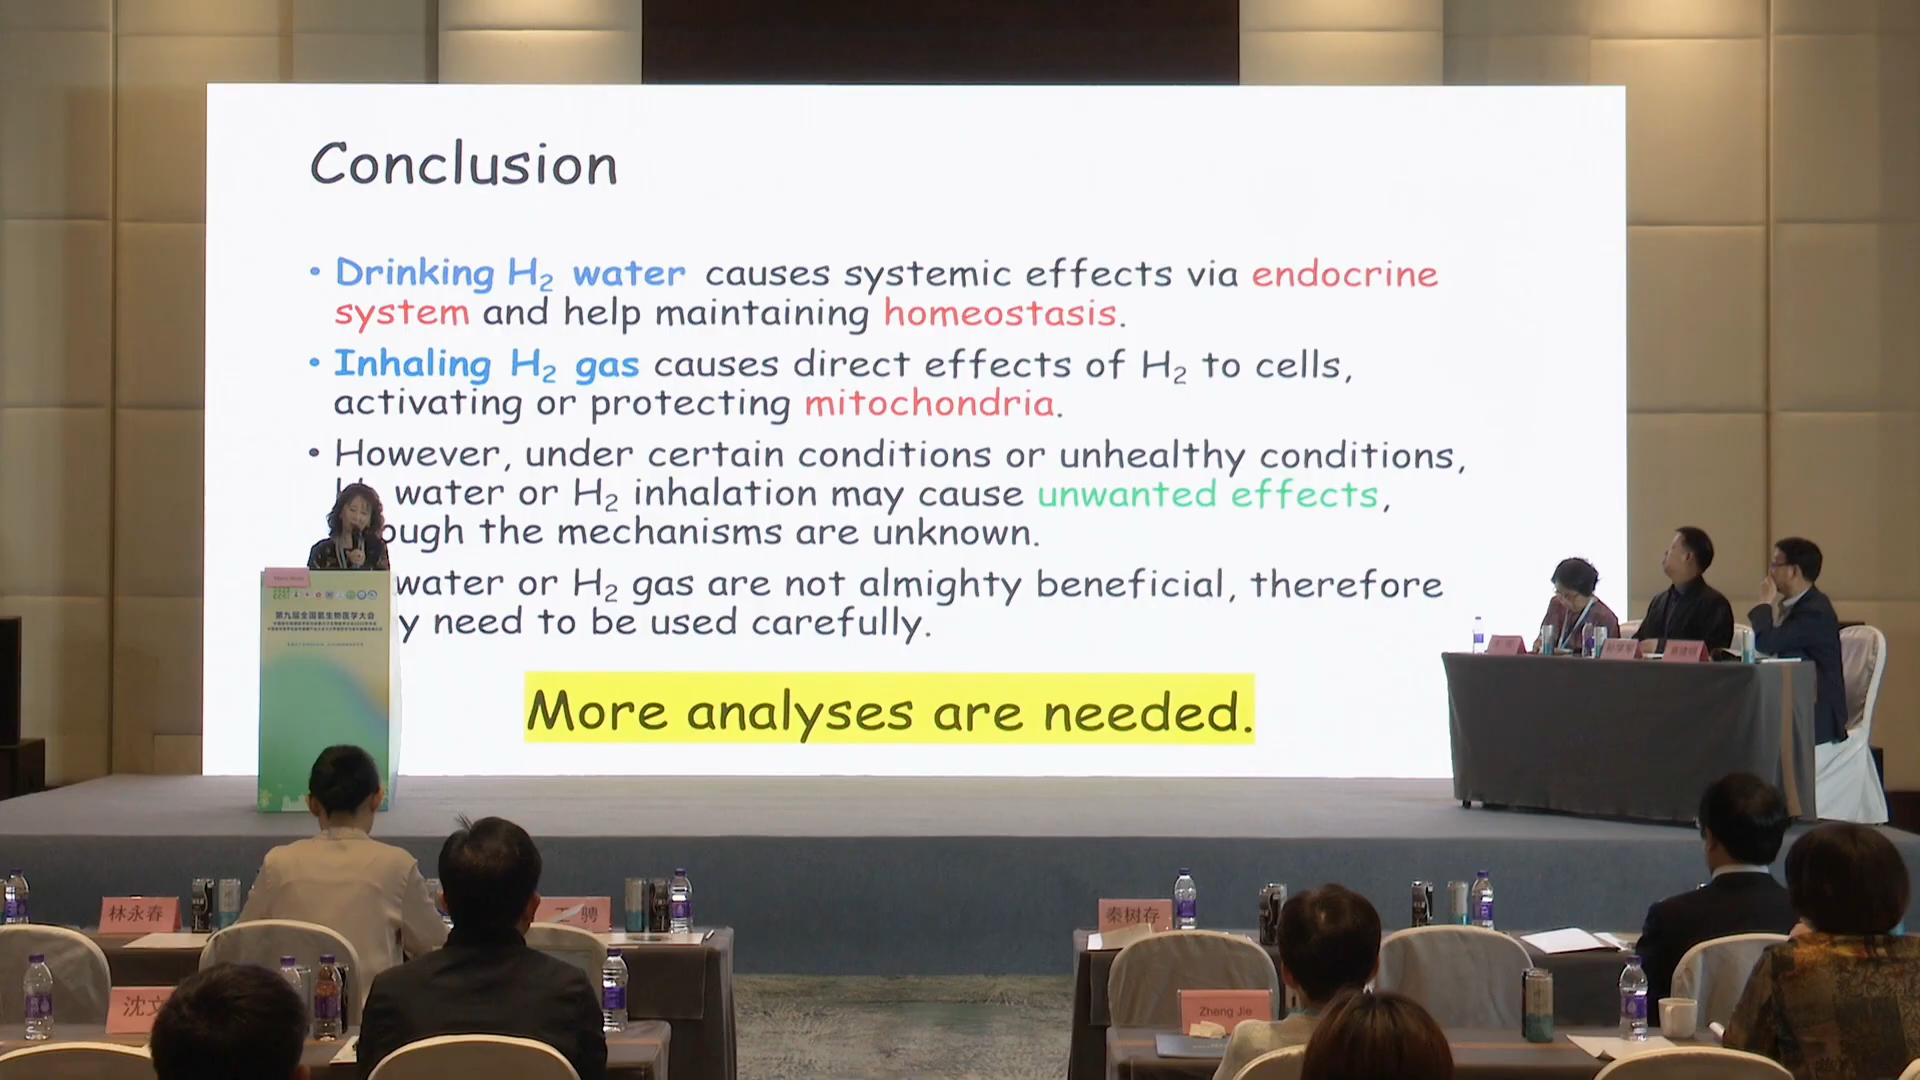 Conclusion
• Drinking H₂ water causes systemic effects via endocrine
system and help maintaining homeostasis.
• Inhaling H₂ gas causes direct effects of H₂ to cells,
activating or protecting mitochondria.
• However, under certain conditions or unhealthy conditions,
water or H₂ inhalation may cause unwanted effects,
the mechanisms are unknown.
water or H₂ gas are not almighty beneficial, therefore
need to be used carefully.
More analyses are needed.
第九届全国氢生物医学大会
林永春
王 骋
秦树存
沈文
Zheng Jie